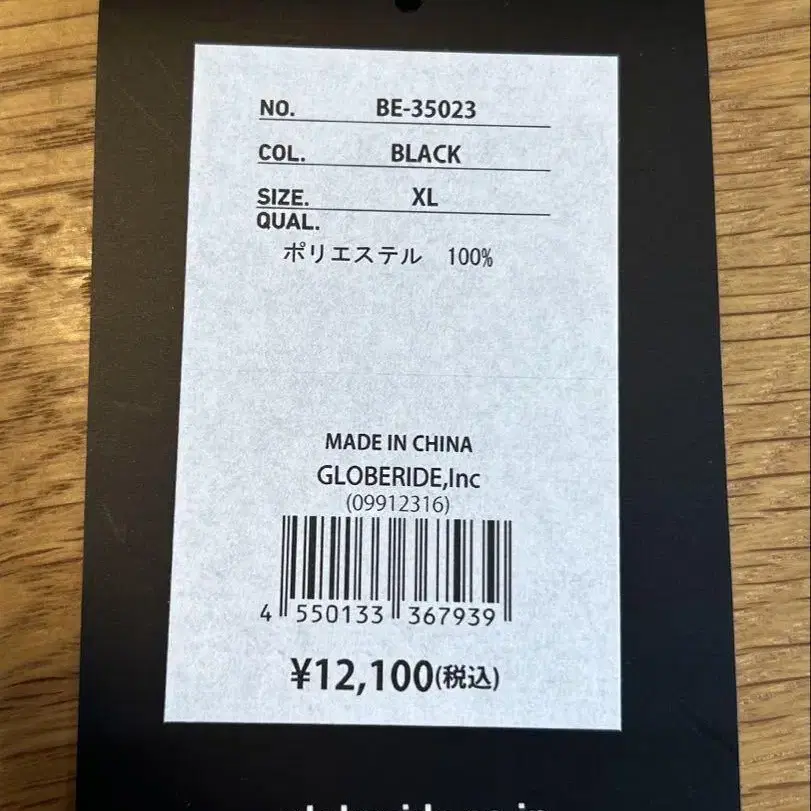 NO. BE-35023
COL. BLACK
SIZE. XL
QUAL.
ポリエステル 100%
MADE IN CHINA
GLOBERIDE,Inc
(09912316)
4 550133 367939
¥12,100(税込)